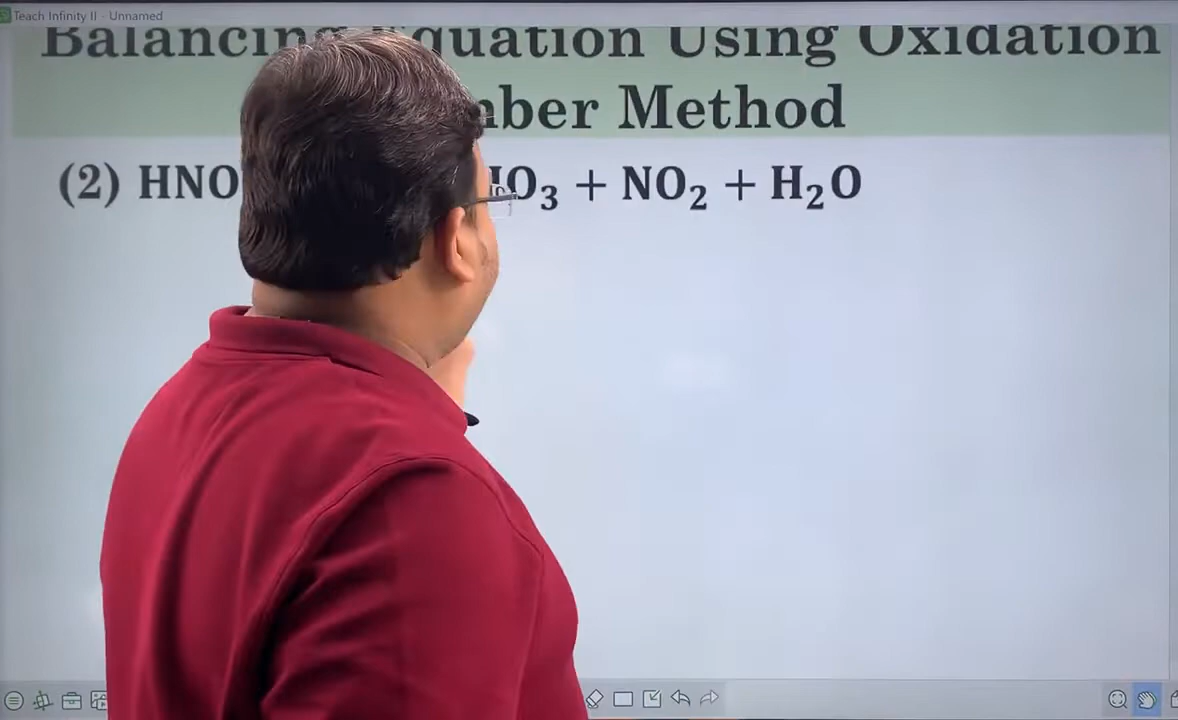 Teach Infinity II - Unnamed
Balancing Equation Using Oxidation
Method
(2) HNO O₃ + NO₂ + H₂O